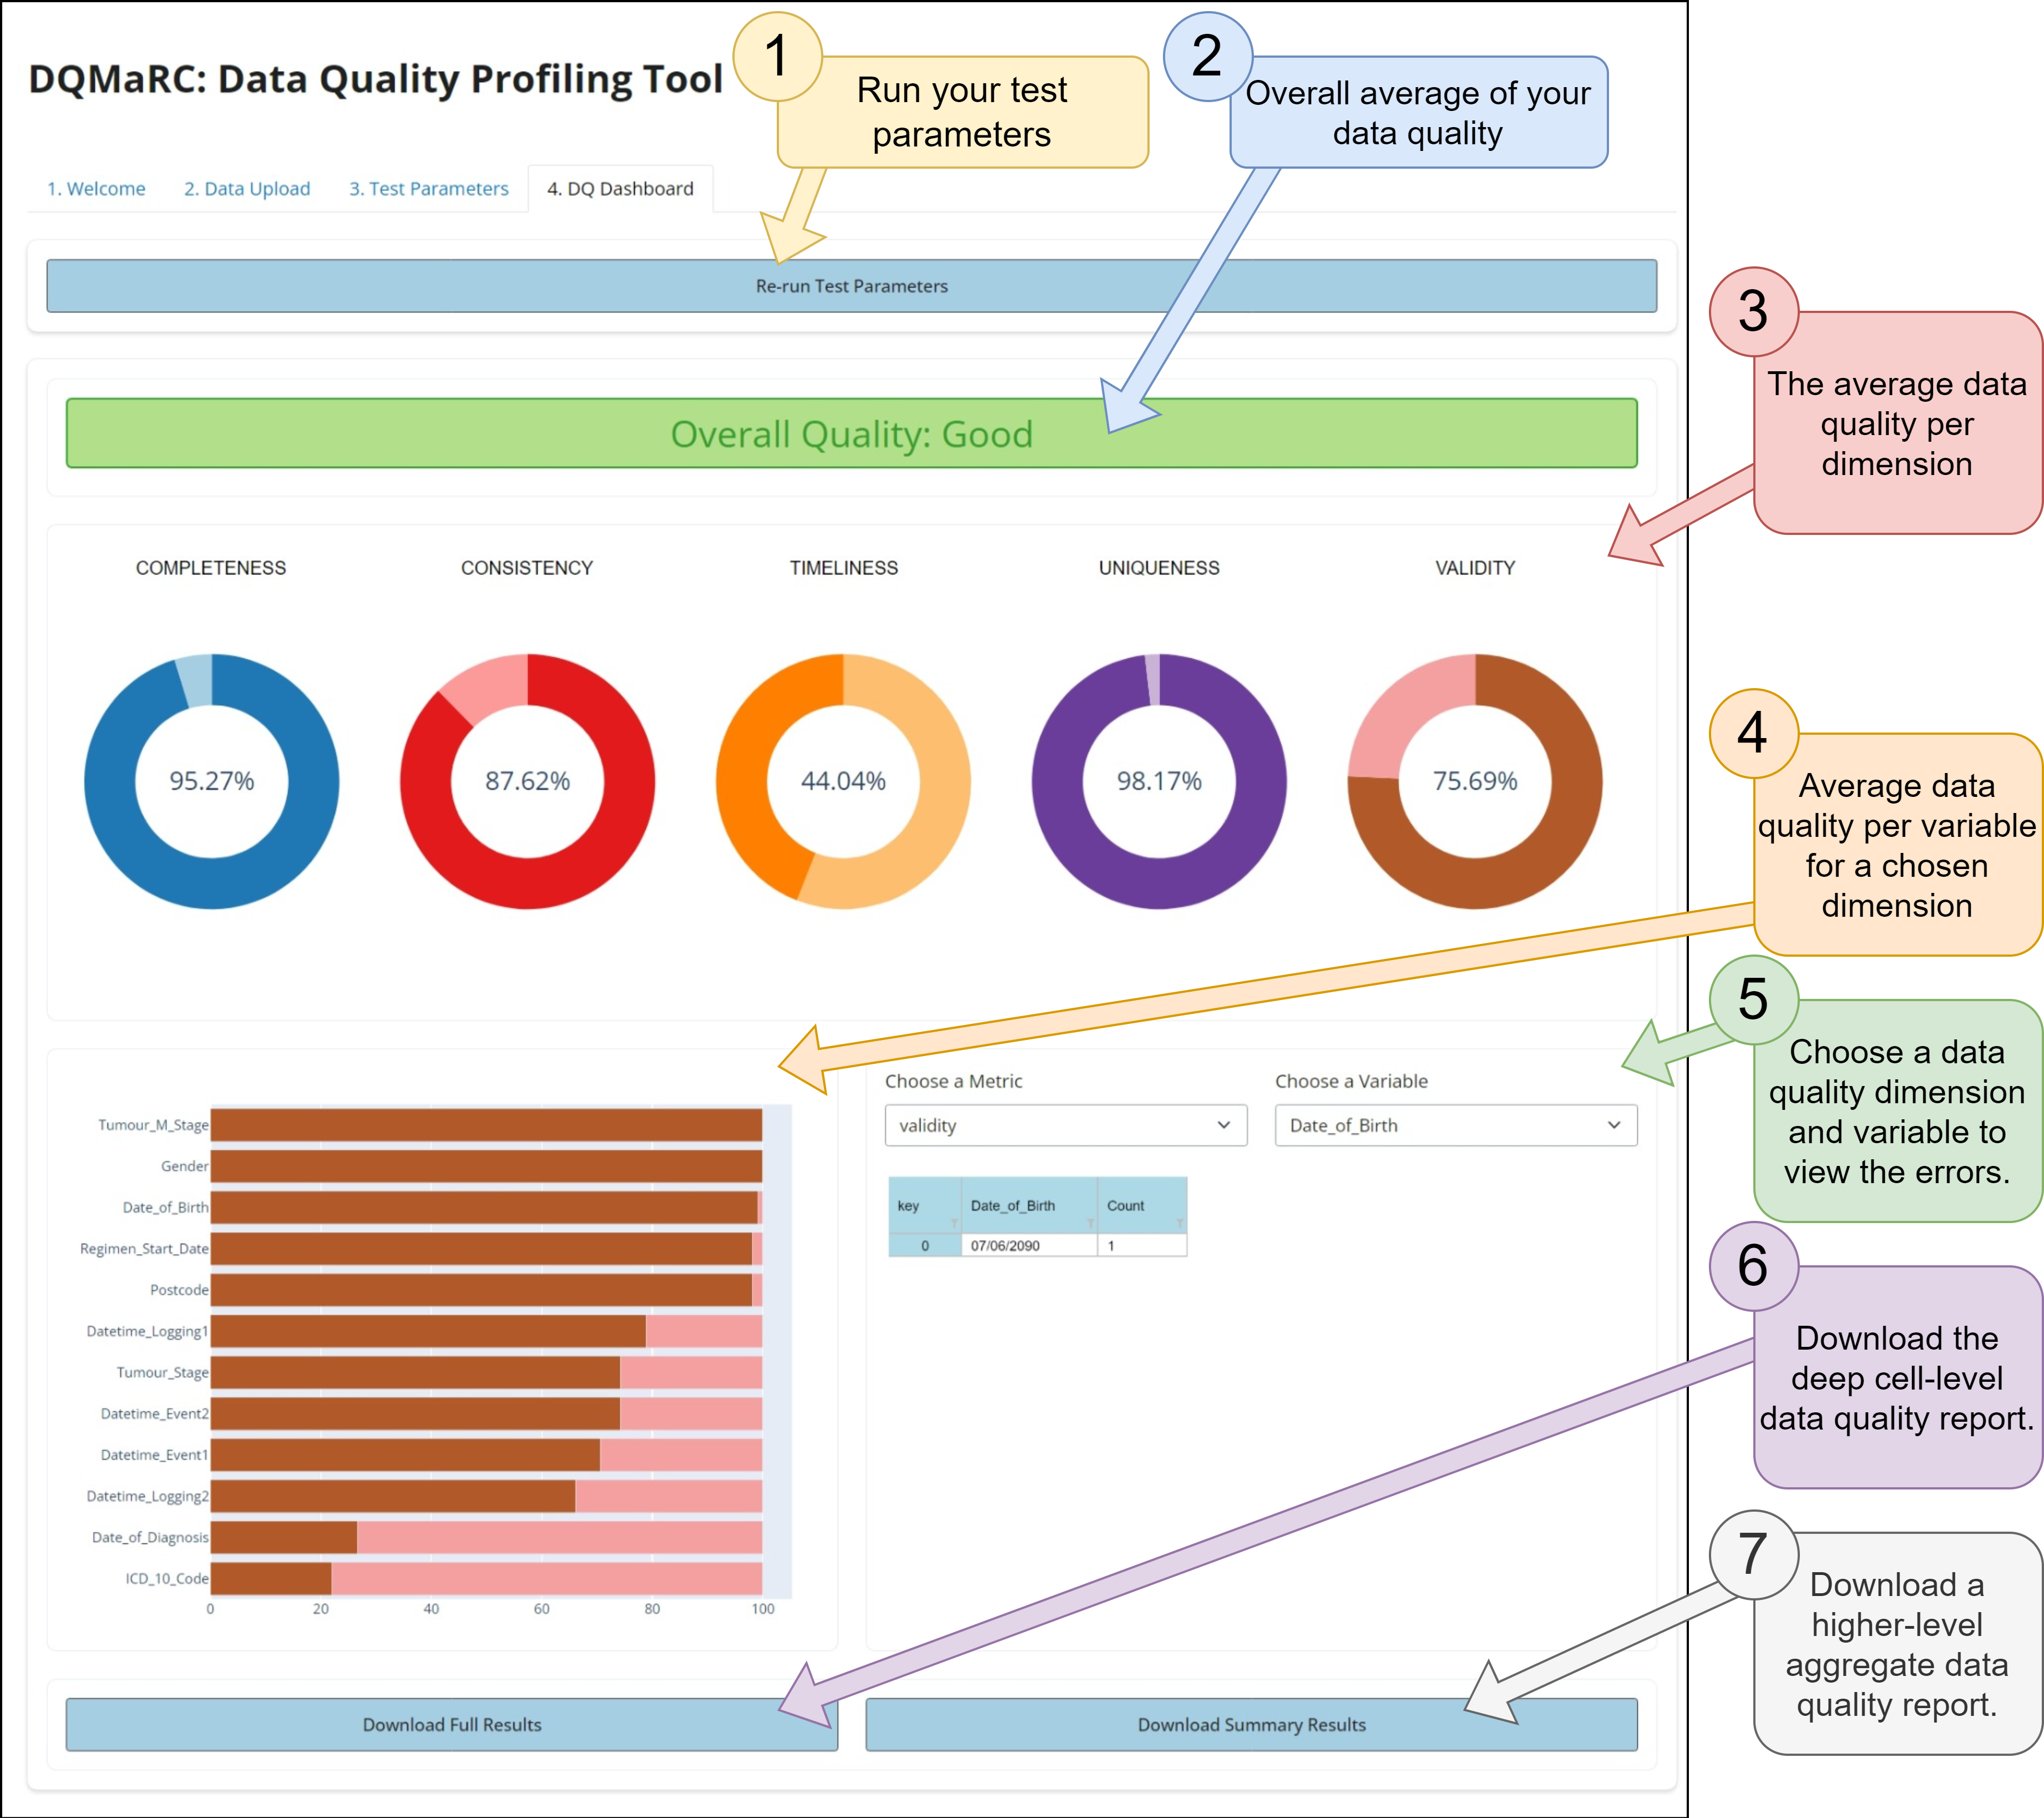 DQMaRC: Data Quality Profiling Tool
1
Run your test
parameters
2
Overall average of your
data quality
1. Welcome
2. Data Upload
3. Test Parameters
4. DQ Dashboard
Re-run Test Parameters
Overall Quality: Good
3
The average data
quality per
dimension
COMPLETENESS
CONSISTENCY
TIMELINESS
UNIQUENESS
VALIDITY
95.27%
87.62%
44.04%
98.17%
75.69%
4
Average data
quality per variable
for a chosen
dimension
5
Choose a data
quality dimension
and variable to
view the errors.
Tumour_M_Stage
Gender
Date_of_Birth
Regimen_Start_Date
Postcode
Datetime_Logging1
Tumour_Stage
Datetime_Event2
Datetime_Event1
Datetime_Logging2
Date_of_Diagnosis
ICD_10_Code
0 20 40 60 80 100
Choose a Metric
validity
Choose a Variable
Date_of_Birth
key Date_of_Birth Count
0 07/06/2090 1
6
Download the
deep cell-level
data quality report.
7
Download a
higher-level
aggregate data
quality report.
Download Full Results
Download Summary Results